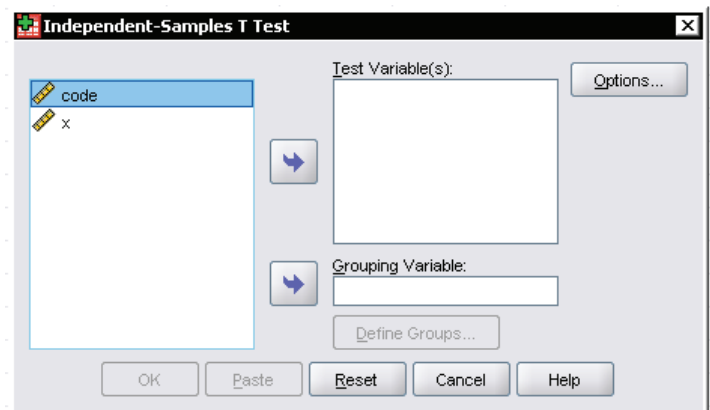 Independent-Samples T Test
Test Variable(s):
Options...
code
x
Grouping Variable:
Define Groups...
OK
Paste
Reset
Cancel
Help